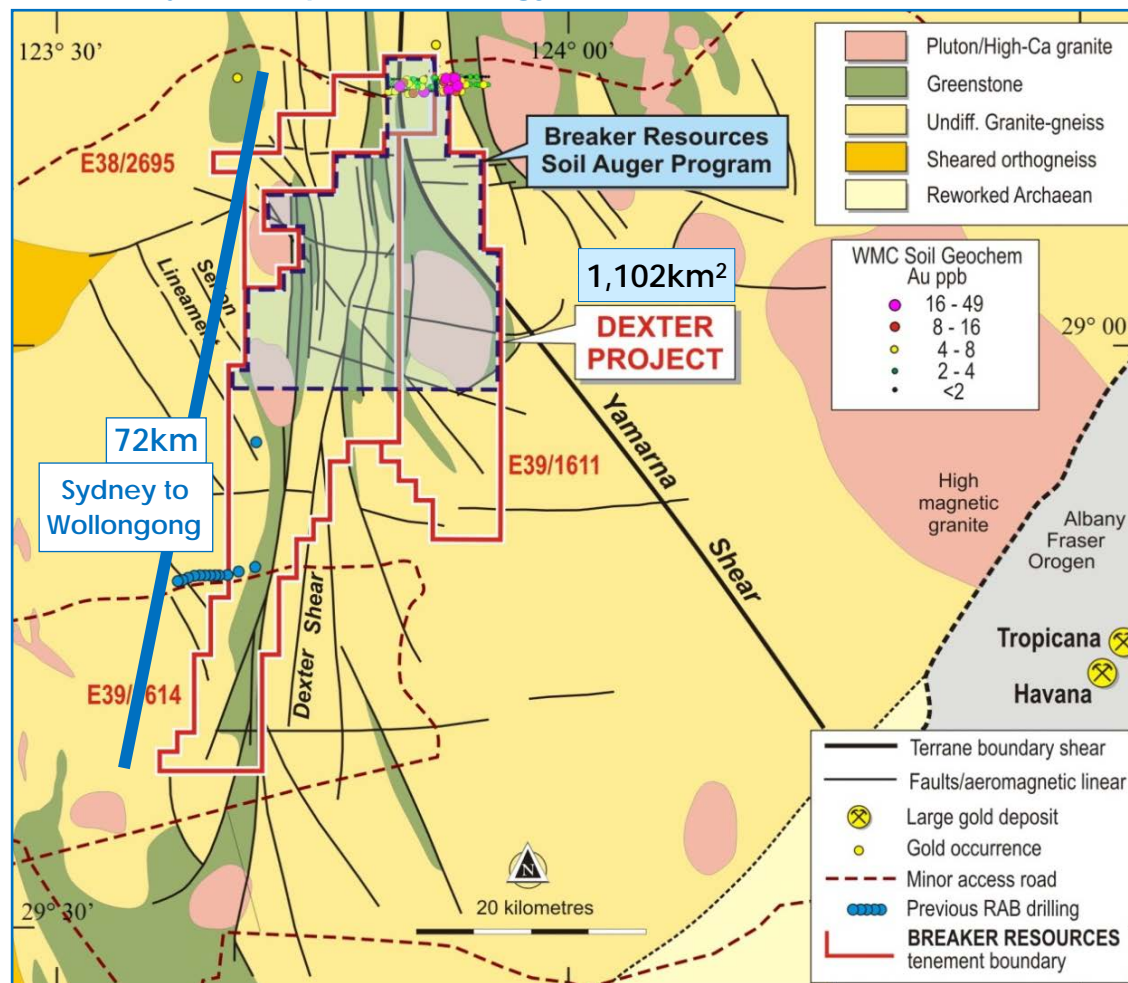 123° 30'
124° 00'
Pluton/High-Ca granite
Greenstone
Undiff. Granite-gneiss
Sheared orthogneiss
Reworked Archaean
Breaker Resources
Soil Auger Program
E38/2695
WMC Soil Geochem
Au ppb
16 - 49
8 - 16
4 - 8
2 - 4
<2
1,102km²
DEXTER
PROJECT
29° 00'
Lineament
72km
Sydney to
Wollongong
Yamarna
Shear
E39/1611
High
magnetic
granite
Albany
Fraser
Orogen
Tropicana
Havana
Dexter Shear
Terrane boundary shear
Faults/aeromagnetic linear
Large gold deposit
Gold occurrence
Minor access road
Previous RAB drilling
BREAKER RESOURCES
tenement boundary
N
20 kilometres
29° 30'